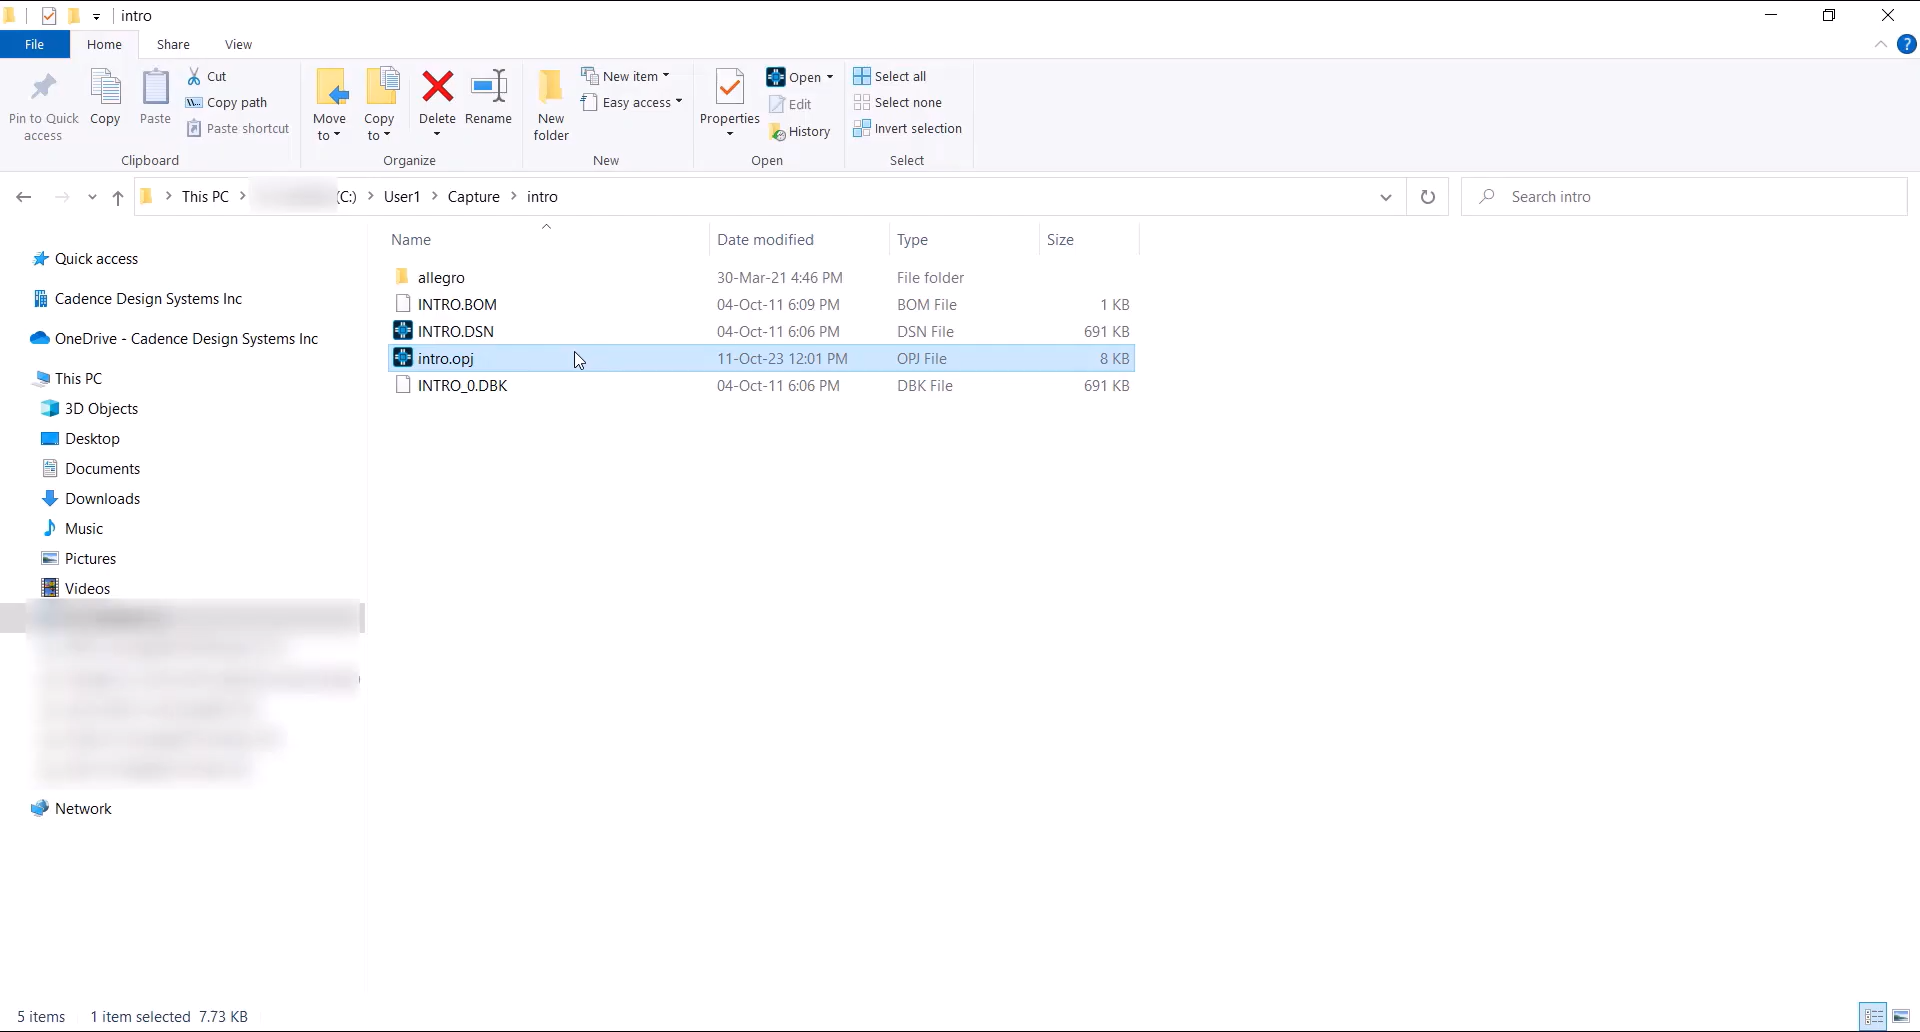 intro
File Home Share View
Pin to Quick access
Copy
Paste
Cut
Copy path
Paste shortcut
Clipboard
Move to
Copy to
Delete
Rename
Organize
New folder
New item
Easy access
New
Properties
Open
Edit
History
Open
Select all
Select none
Invert selection
Select
This PC (C:) User1 Capture intro
Search intro
Name Date modified Type Size
allegro 30-Mar-21 4:46 PM File folder
INTRO.BOM 04-Oct-11 6:09 PM BOM File 1 KB
INTRO.DSN 04-Oct-11 6:06 PM DSN File 691 KB
intro.opj 11-Oct-23 12:01 PM OPJ File 8 KB
INTRO_0.DBK 04-Oct-11 6:06 PM DBK File 691 KB
Quick access
Cadence Design Systems Inc
OneDrive - Cadence Design Systems Inc
This PC
3D Objects
Desktop
Documents
Downloads
Music
Pictures
Videos
Network
5 items 1 item selected 7.73 KB